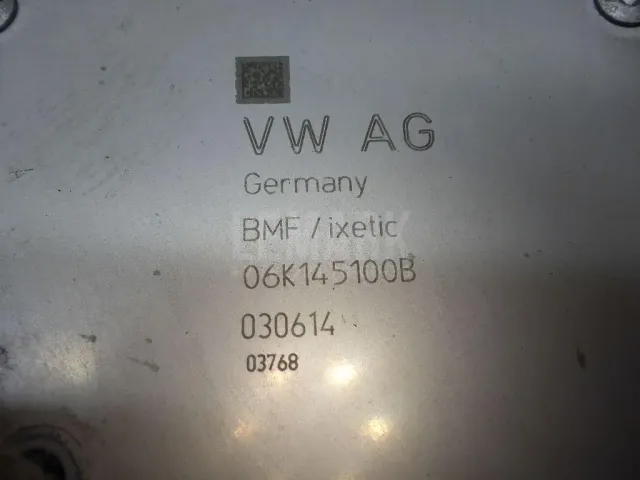 VW AG
Germany
BMF / ixetic
06K145100B
030614
03768